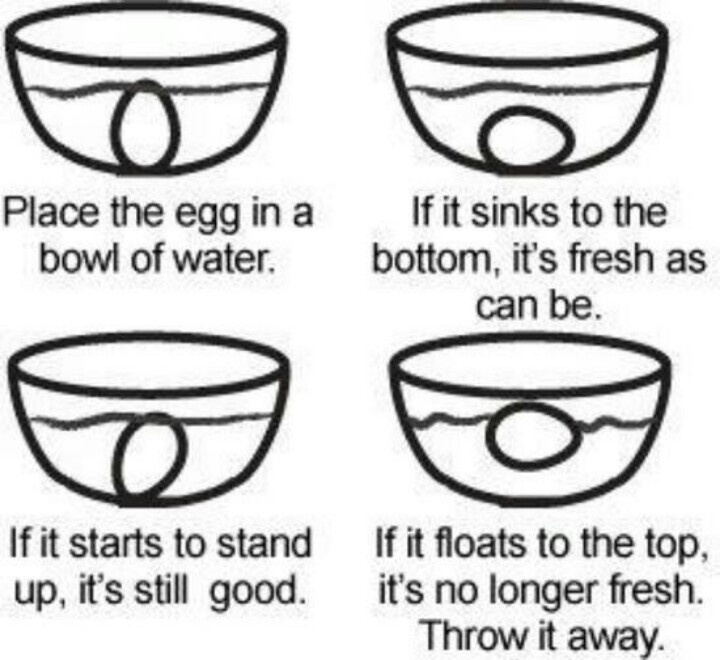 Place the egg in a
bowl of water.
If it sinks to the
bottom, it's fresh as
can be.
If it starts to stand
up, it's still good.
If it floats to the top,
it's no longer fresh.
Throw it away.